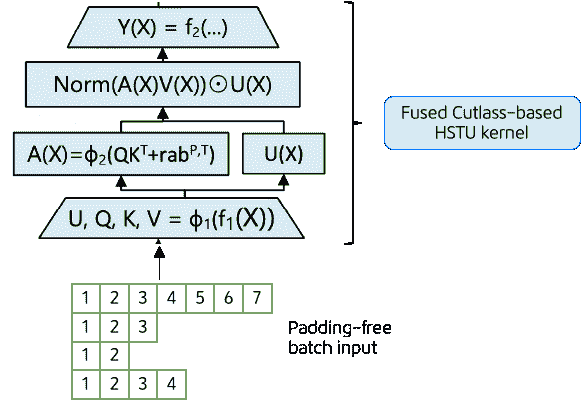 Y(X) = f₂(...)
Norm(A(X)V(X))⊙U(X)
A(X)=ϕ₂(QKᵀ+rabᴾ,ᵀ)
U(X)
U, Q, K, V = ϕ₁(f₁(X))
Fused Cutlass-based
HSTU kernel
1 2 3 4 5 6 7
1 2 3
1 2
1 2 3 4
Padding-free
batch input